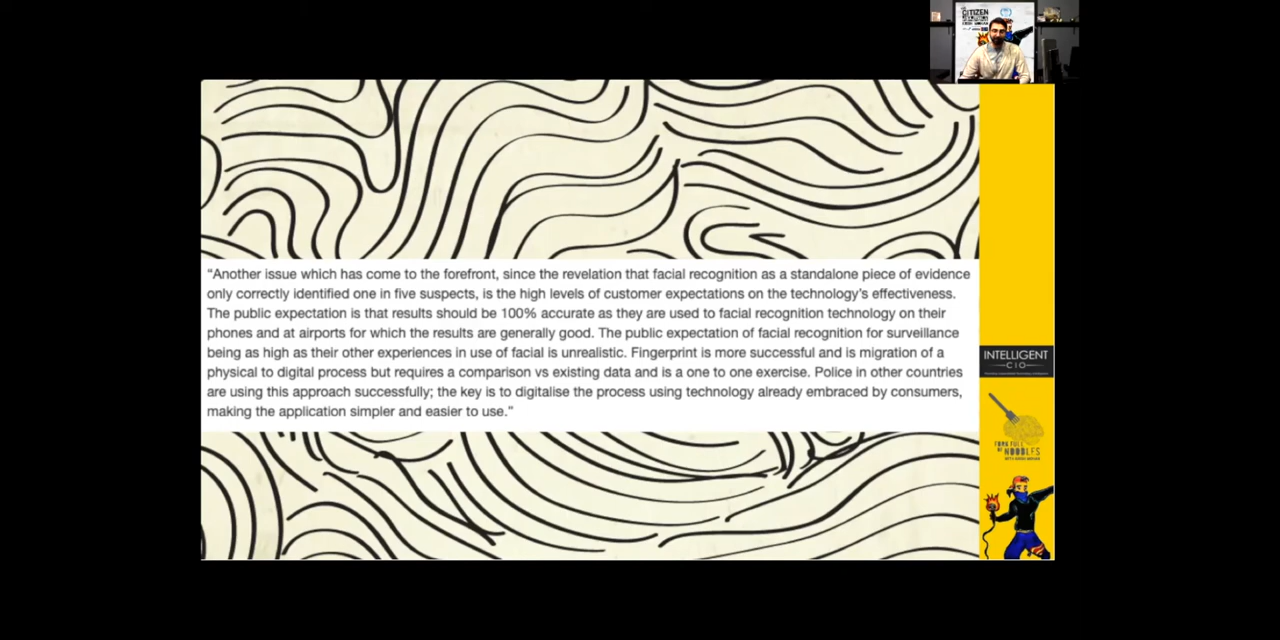 THE
CITIZEN
“Another issue which has come to the forefront, since the revelation that facial recognition as a standalone piece of evidence
only correctly identified one in five suspects, is the high levels of customer expectations on the technology’s effectiveness.
The public expectation is that results should be 100% accurate as they are used to facial recognition technology on their
phones and at airports for which the results are generally good. The public expectation of facial recognition for surveillance
being as high as their other experiences in use of facial is unrealistic. Fingerprint is more successful and is migration of a
physical to digital process but requires a comparison vs existing data and is a one to one exercise. Police in other countries
are using this approach successfully; the key is to digitalise the process using technology already embraced by consumers,
making the application simpler and easier to use.”
INTELLIGENT
CIO
FORK FULL
OF NOODLES